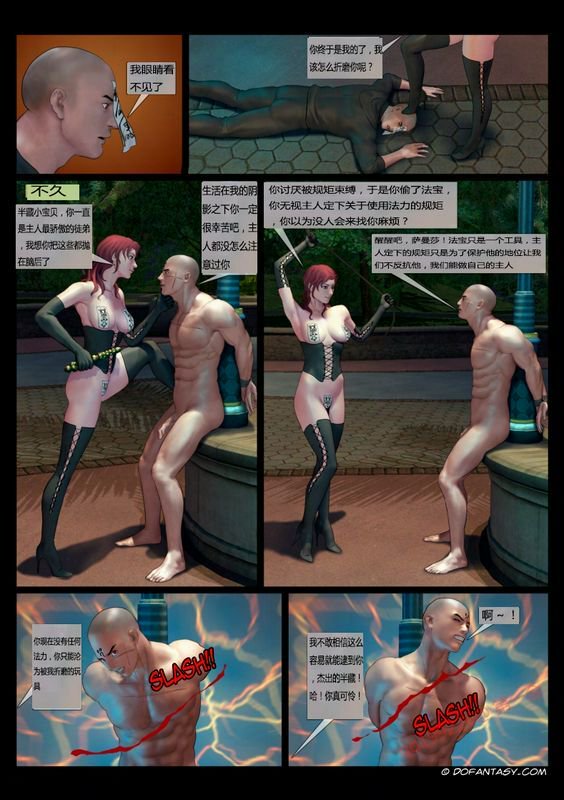 我眼睛看
不见了
你终于是我的了，我
该怎么折磨你呢？
不久
半藏小宝贝，你一直
是主人最骄傲的徒弟
，我想你把这些都抛
在脑后了
生活在我的阴
影之下你一定
很幸苦吧，主
人都没怎么注
意过你
你讨厌被规矩束缚，于是你偷了法宝，
你无视主人定下关于使用法力的规矩
，你以为没人会来找你麻烦？
醒醒吧，萨曼莎！法宝只是一个工具，主
人定下的规矩只是为了保护他的地位让我
们不反抗他，我们能做自己的主人
你现在没有任何
法力，你只能沦
为被我折磨的玩
具
SLASH!!
我不敢相信这么
容易就能逮到你
，杰出的半藏！
哈！你真可怜！
啊～！
SLASH!!
© DOFANTASY.COM